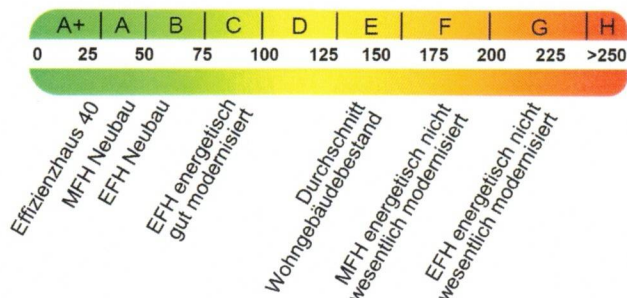 A+ A B C D E F G H
0 25 50 75 100 125 150 175 200 225 >250
Effizienzhaus 40
MFH Neubau
EFH Neubau
EFH energetisch
gut modernisiert
Durchschnitt
Wohngebäudebestand
MFH energetisch nicht
wesentlich modernisiert
EFH energetisch nicht
wesentlich modernisiert